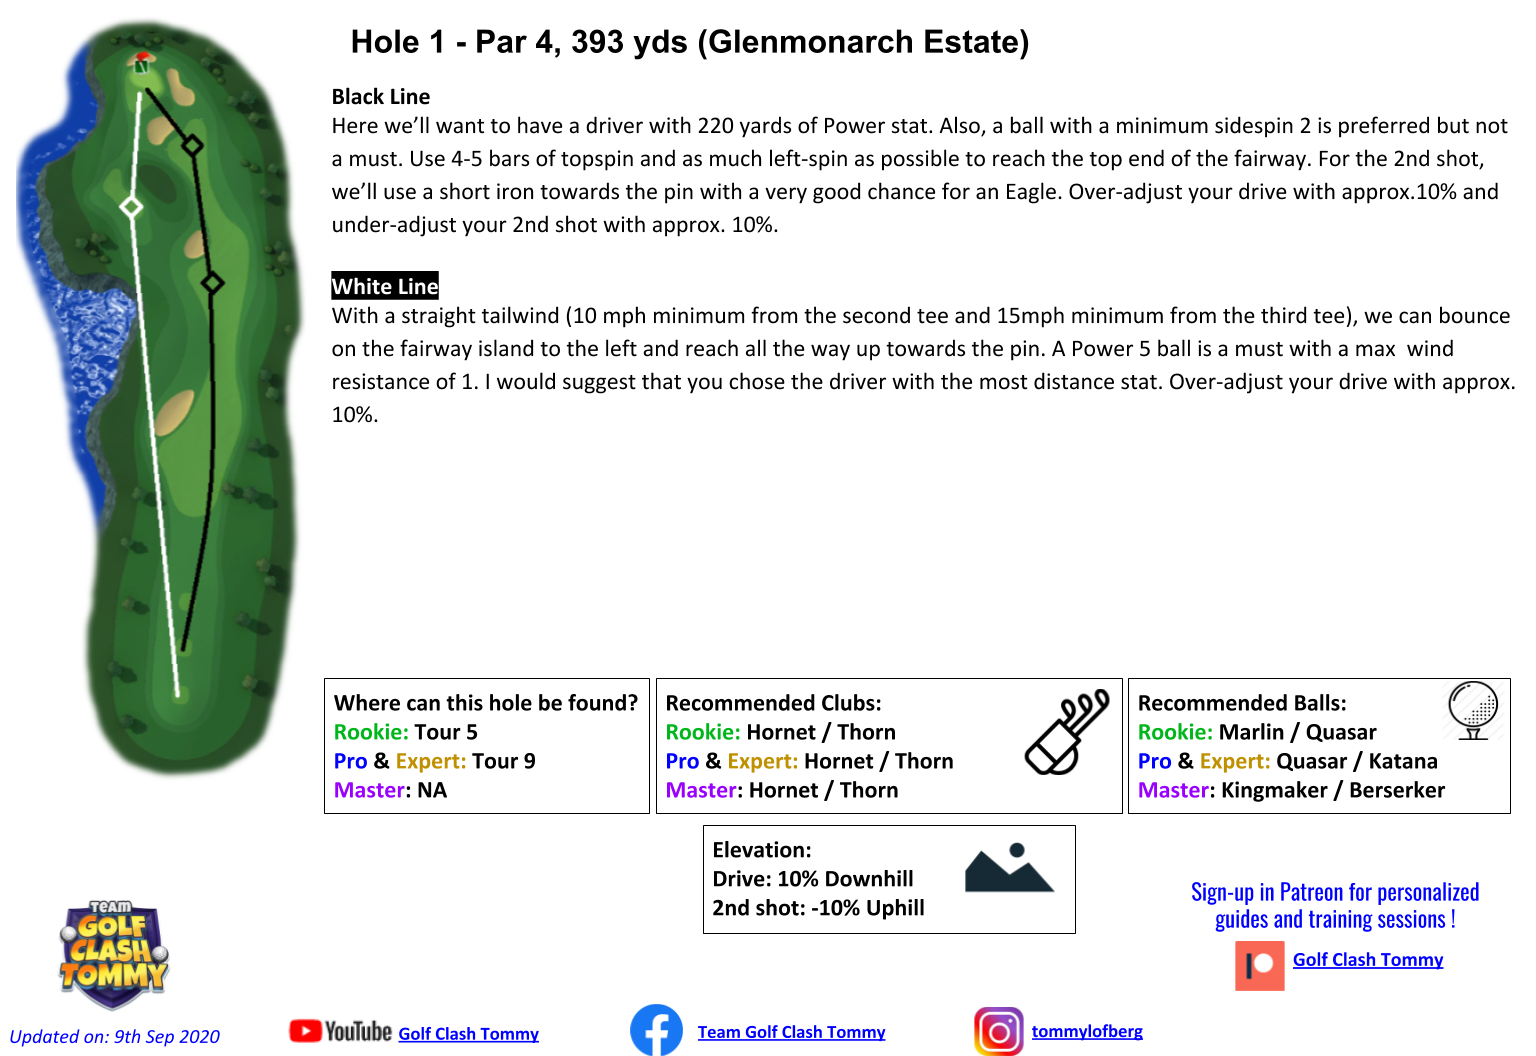 Hole 1 - Par 4, 393 yds (Glenmonarch Estate)
Black Line
Here we’ll want to have a driver with 220 yards of Power stat. Also, a ball with a minimum sidespin 2 is preferred but not
a must. Use 4-5 bars of topspin and as much left-spin as possible to reach the top end of the fairway. For the 2nd shot,
we’ll use a short iron towards the pin with a very good chance for an Eagle. Over-adjust your drive with approx.10% and
under-adjust your 2nd shot with approx. 10%.
White Line
With a straight tailwind (10 mph minimum from the second tee and 15mph minimum from the third tee), we can bounce
on the fairway island to the left and reach all the way up towards the pin. A Power 5 ball is a must with a max  wind
resistance of 1. I would suggest that you chose the driver with the most distance stat. Over-adjust your drive with approx.
10%.
Where can this hole be found?
Rookie: Tour 5
Pro & Expert: Tour 9
Master: NA
Recommended Clubs:
Rookie: Hornet / Thorn
Pro & Expert: Hornet / Thorn
Master: Hornet / Thorn
Recommended Balls:
Rookie: Marlin / Quasar
Pro & Expert: Quasar / Katana
Master: Kingmaker / Berserker
Elevation:
Drive: 10% Downhill
2nd shot: -10% Uphill
Sign-up in Patreon for personalized
guides and training sessions !
Golf Clash Tommy
TEAM
GOLF
CLASH
TOMMY
Updated on: 9th Sep 2020
YouTube Golf Clash Tommy
Team Golf Clash Tommy
tommylofberg